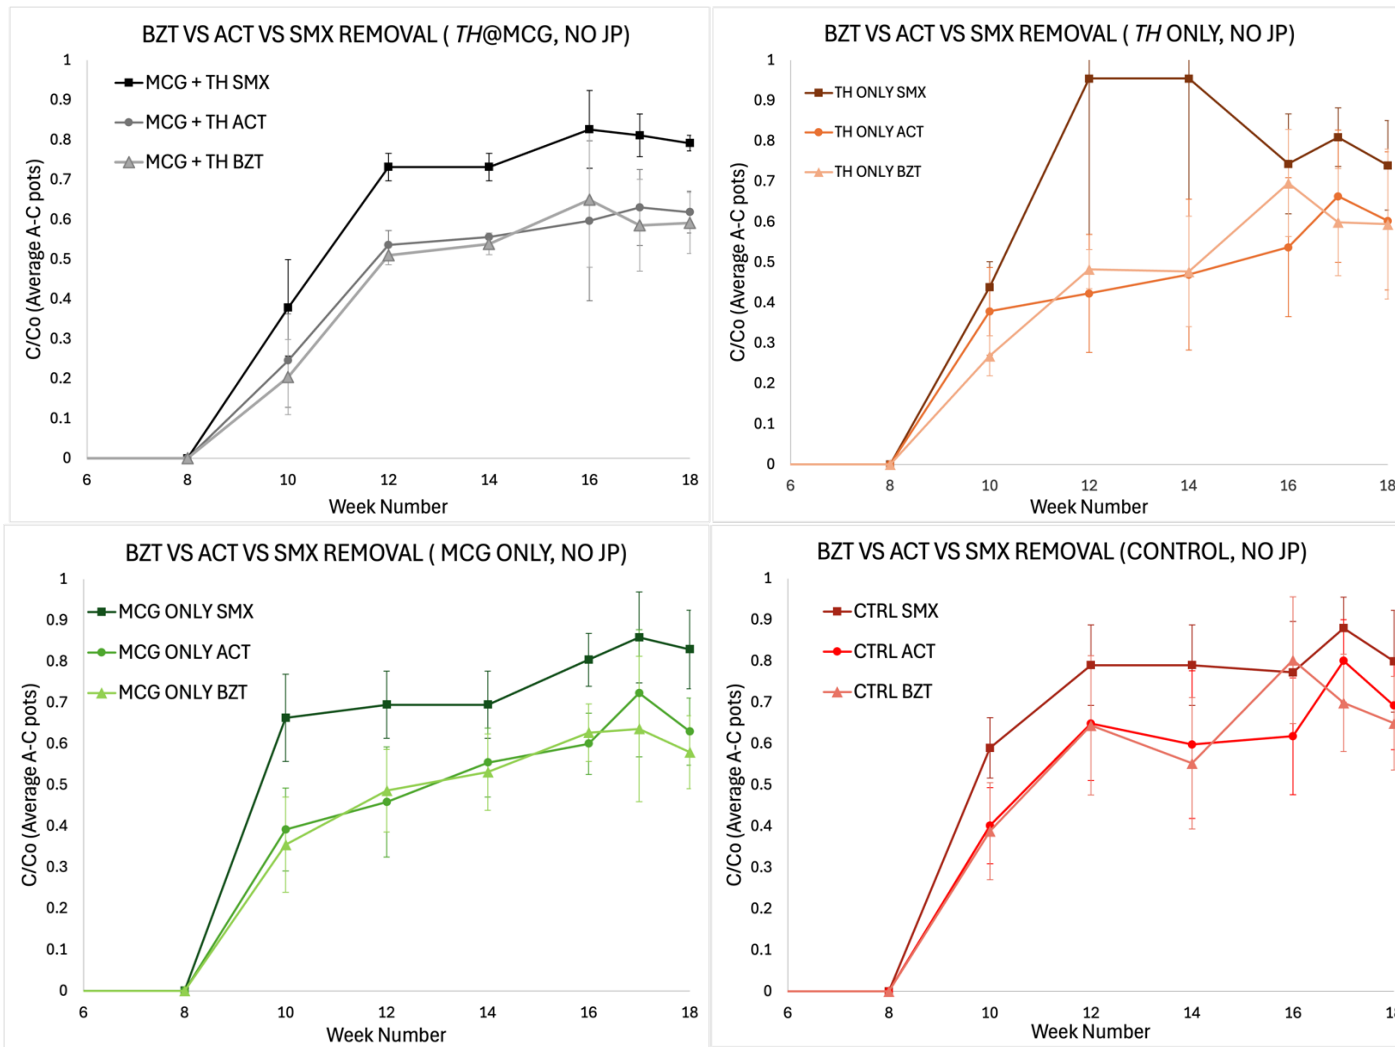 BZT VS ACT VS SMX REMOVAL ( TH@MCG, NO JP)
C/Co (Average A-C pots)
1
0.9
0.8
0.7
0.6
0.5
0.4
0.3
0.2
0.1
0
MCG + TH SMX
MCG + TH ACT
MCG + TH BZT
6 8 10 12 14 16 18
Week Number
BZT VS ACT VS SMX REMOVAL ( TH ONLY, NO JP)
C/Co (Average A-C pots)
1
0.9
0.8
0.7
0.6
0.5
0.4
0.3
0.2
0.1
0
TH ONLY SMX
TH ONLY ACT
TH ONLY BZT
6 8 10 12 14 16 18
Week Number
BZT VS ACT VS SMX REMOVAL ( MCG ONLY, NO JP)
C/Co (Average A-C pots)
1
0.9
0.8
0.7
0.6
0.5
0.4
0.3
0.2
0.1
0
MCG ONLY SMX
MCG ONLY ACT
MCG ONLY BZT
6 8 10 12 14 16 18
Week Number
BZT VS ACT VS SMX REMOVAL (CONTROL, NO JP)
C/Co (Average A-C pots)
1
0.9
0.8
0.7
0.6
0.5
0.4
0.3
0.2
0.1
0
CTRL SMX
CTRL ACT
CTRL BZT
6 8 10 12 14 16
Week Number